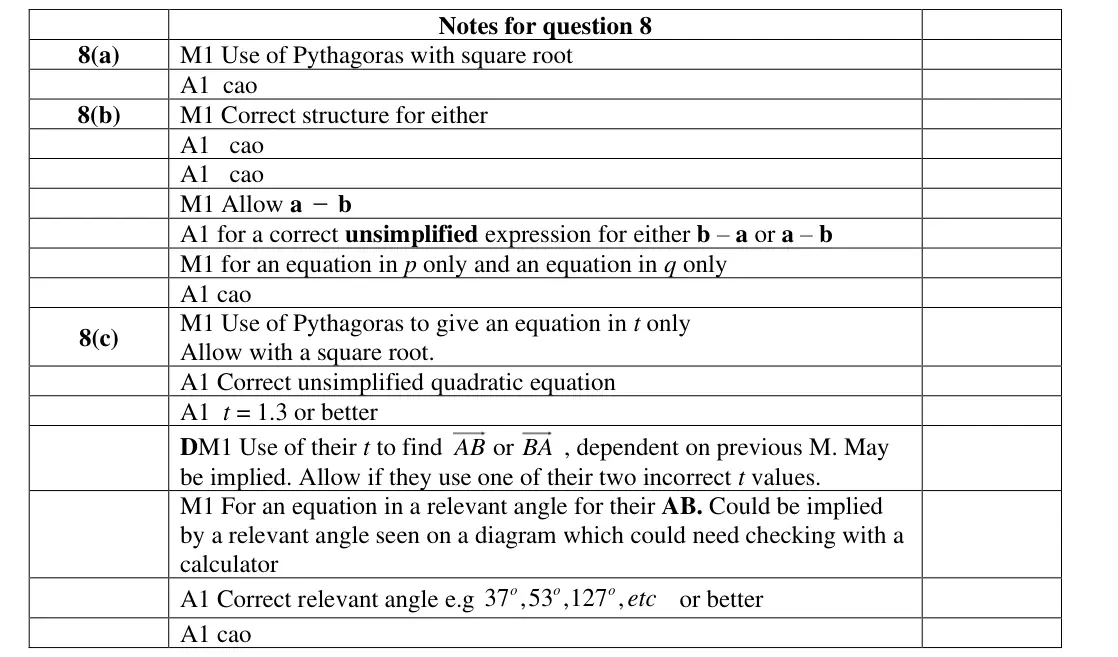 Notes for question 8
8(a) M1 Use of Pythagoras with square root
A1 cao
8(b) M1 Correct structure for either
A1 cao
A1 cao
M1 Allow a − b
A1 for a correct unsimplified expression for either b – a or a – b
M1 for an equation in p only and an equation in q only
A1 cao
8(c) M1 Use of Pythagoras to give an equation in t only
Allow with a square root.
A1 Correct unsimplified quadratic equation
A1 t = 1.3 or better
DM1 Use of their t to find \overrightarrow{AB} or \overrightarrow{BA} , dependent on previous M. May
be implied. Allow if they use one of their two incorrect t values.
M1 For an equation in a relevant angle for their AB. Could be implied
by a relevant angle seen on a diagram which could need checking with a
calculator
A1 Correct relevant angle e.g 37°,53°,127°,etc or better
A1 cao